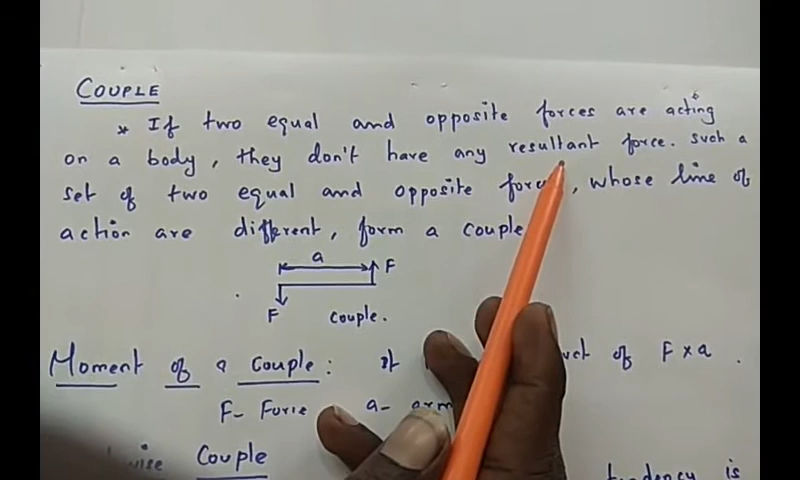 COUPLE
* If two equal and opposite forces are acting
on a body, they don't have any resultant force. Such a
set of two equal and opposite , whose line of
action are different, form a couple
a
F
F
couple.
Moment of a couple: it of F x a .
F- Force a- arm
Couple
tendency is